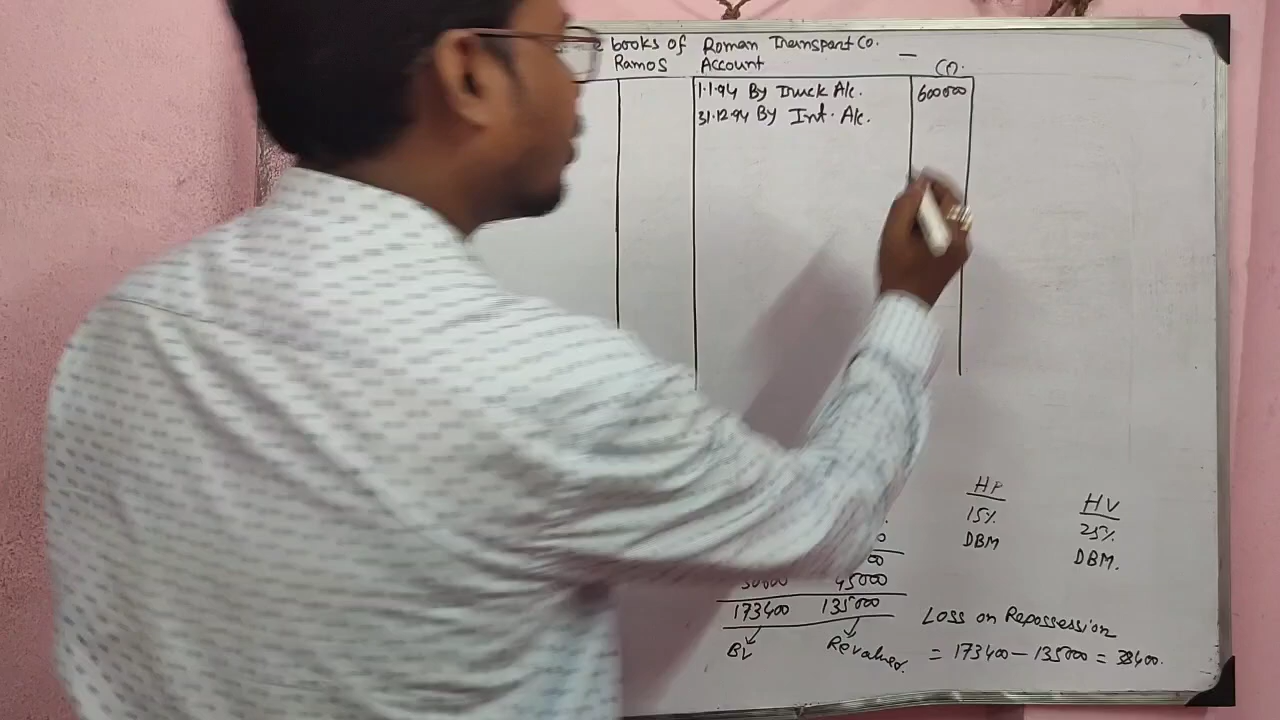 books of Roman Transport Co.
Ramos Account
Cr.
1.1.94 By Truck A/c. 600000
31.12.94 By Int. A/c.
HP HV
15% 25%
DBM DBM.
45000
173400 135000
BV Revalued.
Loss on Repossession
= 173400 - 135000 = 38400.